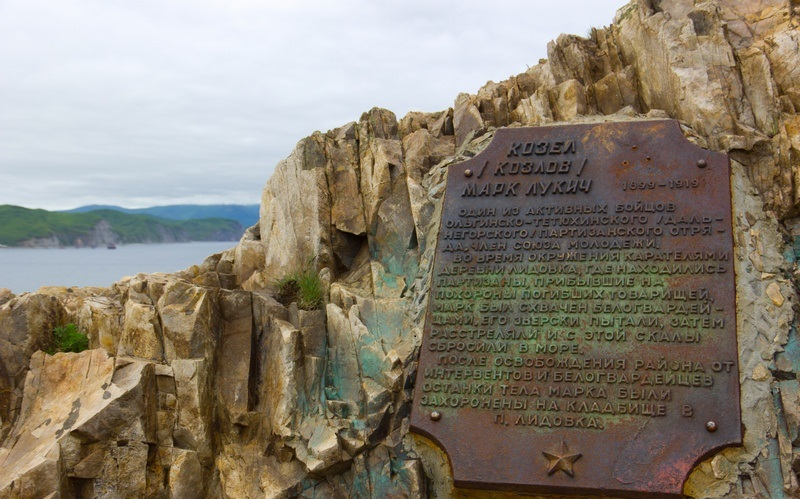 КОЗЕЛ
/ КОЗЛОВ /
МАРК ЛУКИЧ 1899-1919
ОДИН ИЗ АКТИВНЫХ БОЙЦОВ
ОЛЬГИНСКО-ТЕТЮХИНСКОГО /ДАЛЬ-
НЕГОРСКОГО/ ПАРТИЗАНСКОГО ОТРЯ-
ДА, ЧЛЕН СОЮЗА МОЛОДЕЖИ.
ВО ВРЕМЯ ОКРУЖЕНИЯ КАРАТЕЛЯМИ
ДЕРЕВНИ ЛИДОВКА, ГДЕ НАХОДИЛИСЬ
ПАРТИЗАНЫ, ПРИБЫВШИЕ НА
ПОХОРОНЫ ПОГИБШИХ ТОВАРИЩЕЙ,
МАРК БЫЛ СХВАЧЕН БЕЛОГВАРДЕЙ-
ЦАМИ, ЕГО ЗВЕРСКИ ПЫТАЛИ, ЗАТЕМ
РАССТРЕЛЯЛИ И С ЭТОЙ СКАЛЫ
СБРОСИЛИ В МОРЕ.
ПОСЛЕ ОСВОБОЖДЕНИЯ РАЙОНА ОТ
ИНТЕРВЕНТОВ И БЕЛОГВАРДЕЙЦЕВ
ОСТАНКИ ТЕЛА МАРКА БЫЛИ
ЗАХОРОНЕНЫ НА КЛАДБИЩЕ В
П. ЛИДОВКА.